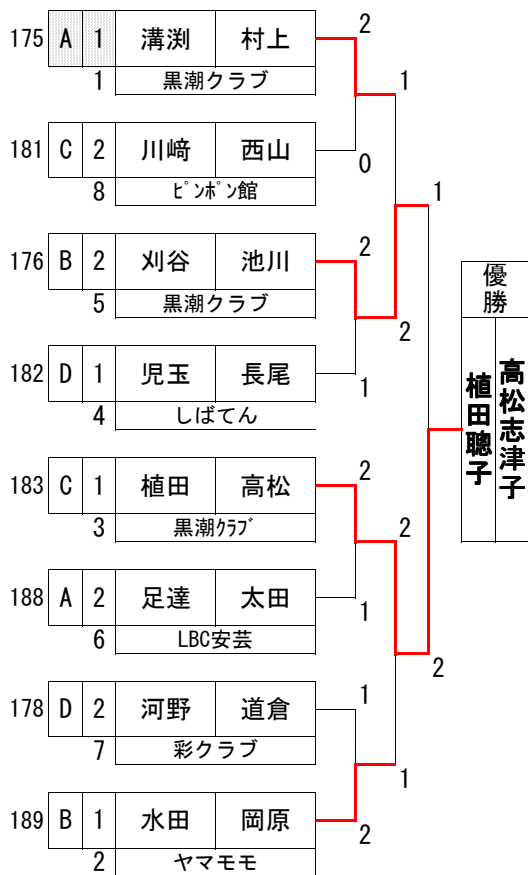 175 A 1 溝渕 村上 2
1 黒潮クラブ 1
181 C 2 川﨑 西山 0
8 ﾋﾟﾝﾎﾟﾝ館 1
176 B 2 刈谷 池川 2
5 黒潮クラブ 2
182 D 1 児玉 長尾 1
4 しばてん
183 C 1 植田 高松 2
3 黒潮ｸﾗﾌﾞ 2
188 A 2 足達 太田 1
6 LBC安芸 2
178 D 2 河野 道倉 1
7 彩クラブ 1
189 B 1 水田 岡原 2
2 ヤマモモ
優勝
高松志津子
植田聰子